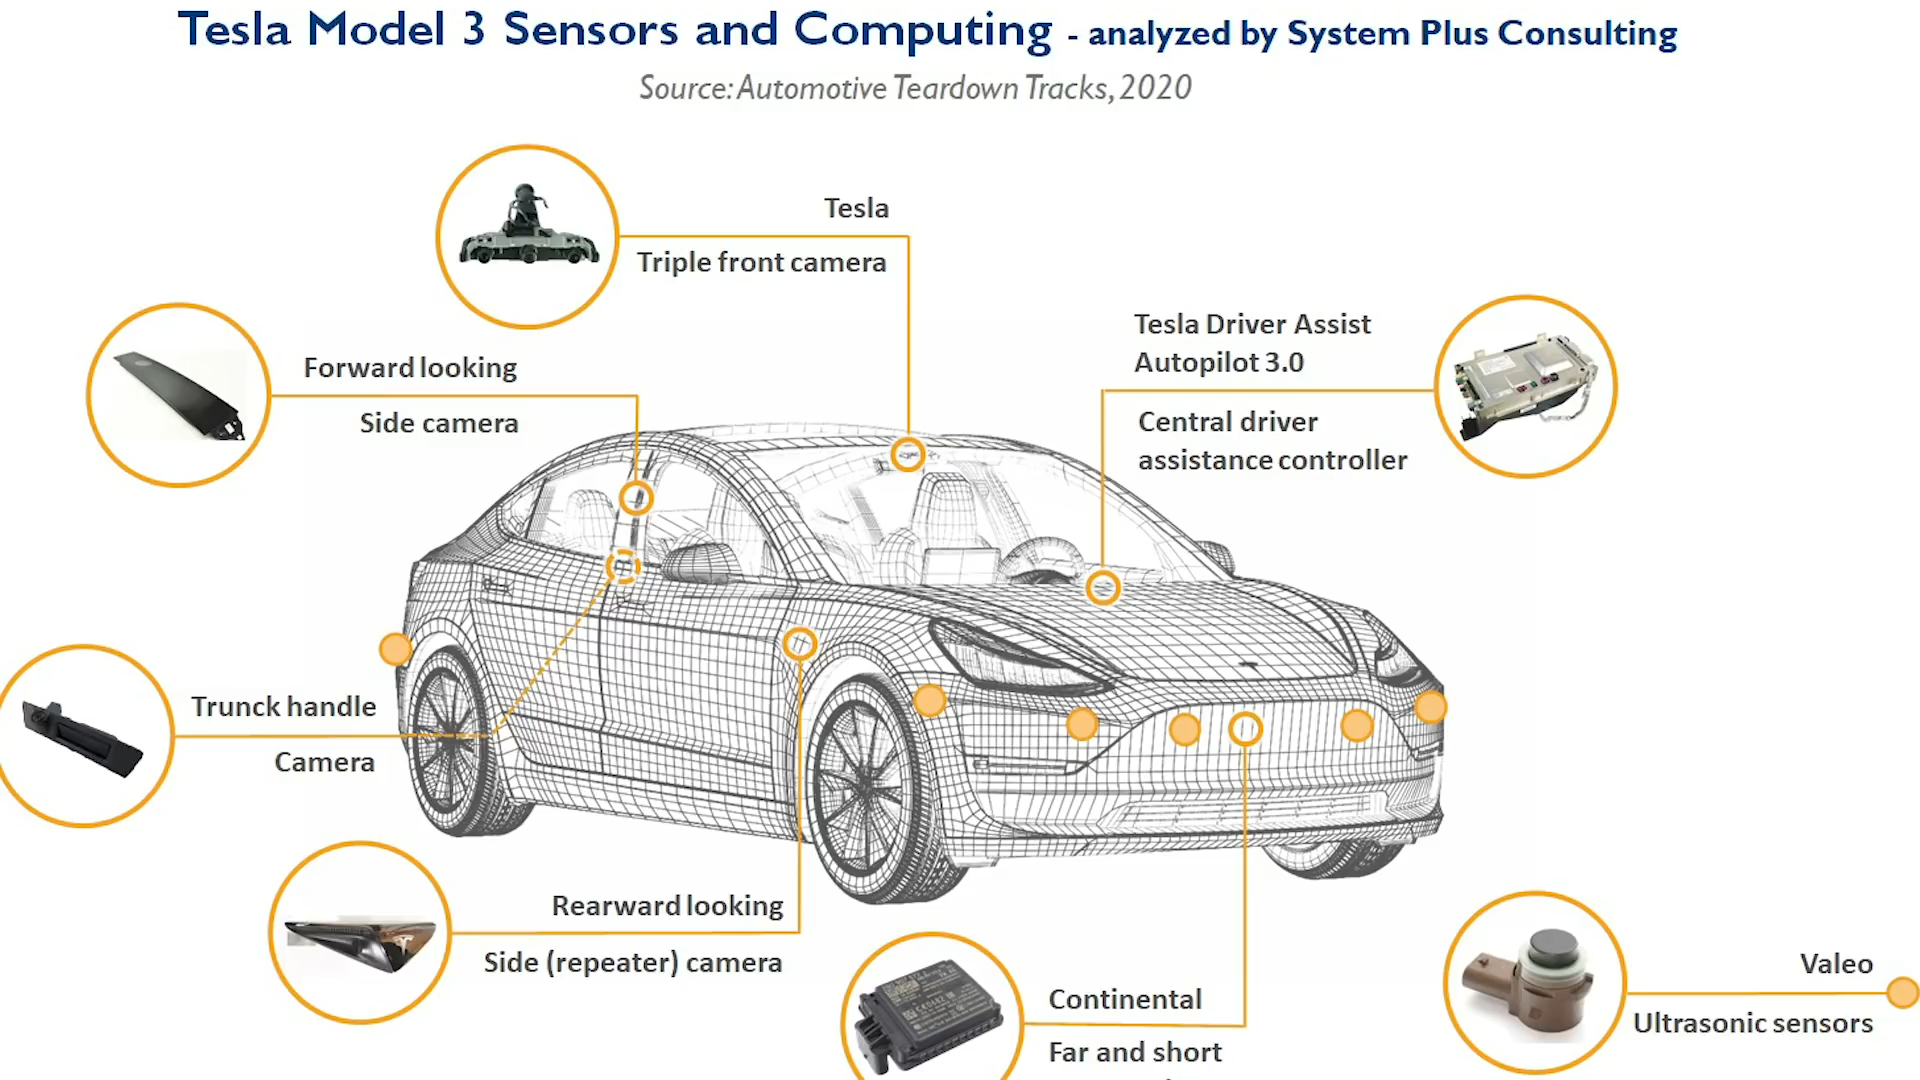 Tesla Model 3 Sensors and Computing - analyzed by System Plus Consulting
Source: Automotive Teardown Tracks, 2020
Tesla
Triple front camera
Forward looking
Side camera
Tesla Driver Assist
Autopilot 3.0
Central driver
assistance controller
Trunck handle
Camera
Rearward looking
Side (repeater) camera
Continental
Far and short
Valeo
Ultrasonic sensors